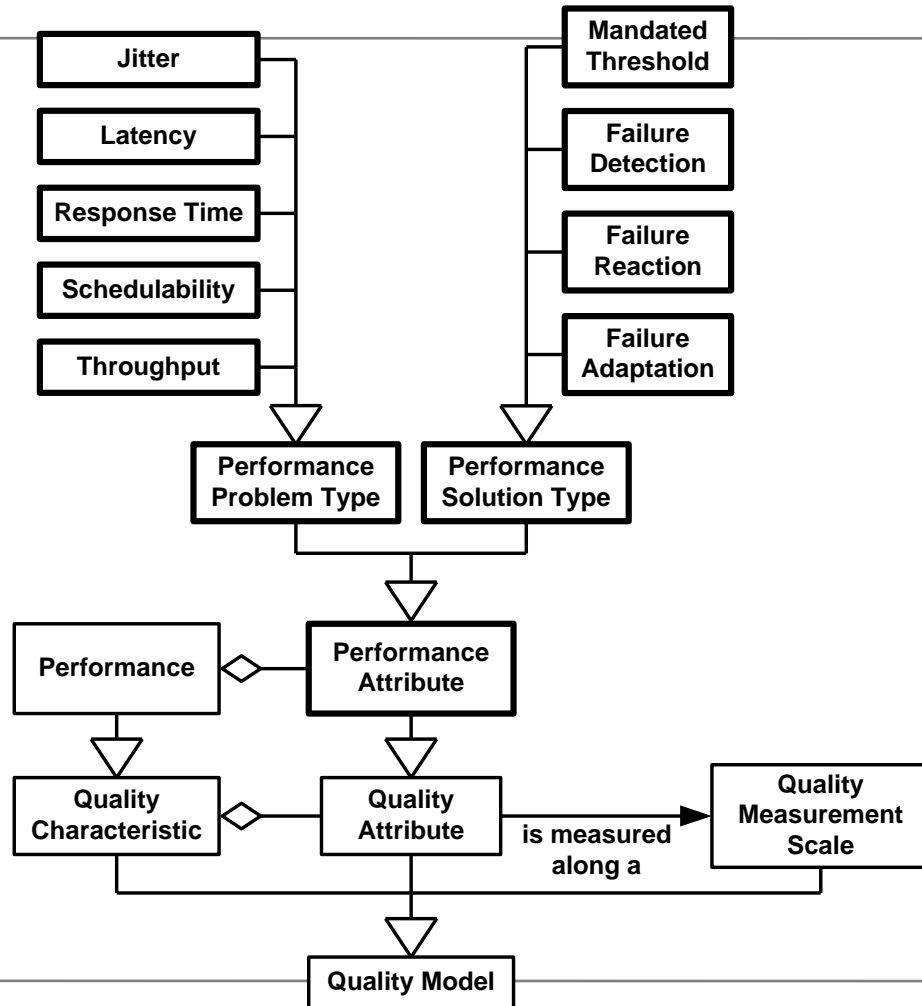 Jitter
Latency
Response Time
Schedulability
Throughput
Mandated
Threshold
Failure
Detection
Failure
Reaction
Failure
Adaptation
Performance
Problem Type
Performance
Solution Type
Performance
Performance
Attribute
Quality
Characteristic
Quality
Attribute
is measured
along a
Quality
Measurement
Scale
Quality Model